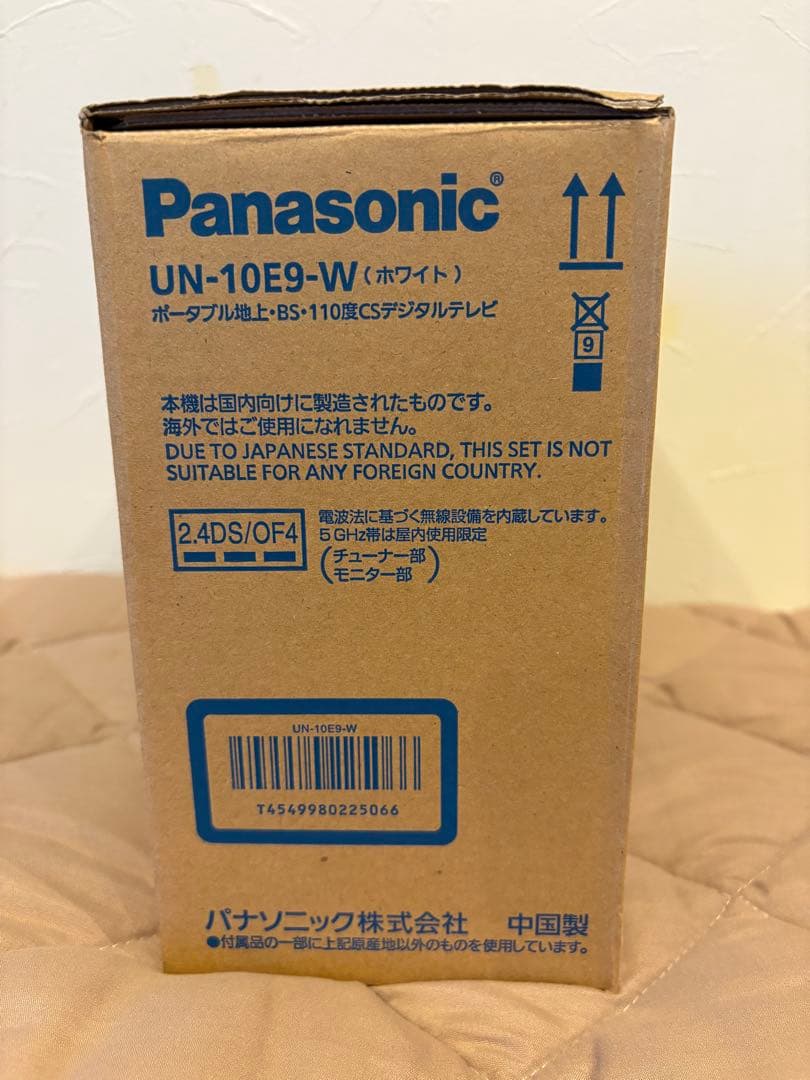 Panasonic®
UN-10E9-W（ホワイト）
ポータブル地上・BS・110度CSデジタルテレビ
9
本機は国内向けに製造されたものです。
海外ではご使用になれません。
DUE TO JAPANESE STANDARD, THIS SET IS NOT
SUITABLE FOR ANY FOREIGN COUNTRY.
2.4DS/OF4
電波法に基づく無線設備を内蔵しています。
5GHz帯は屋内使用限定
（チューナー部
モニター部）
UN-10E9-W
T4549980225066
パナソニック株式会社 中国製
●付属品の一部に上記原産地以外のものを使用しています。